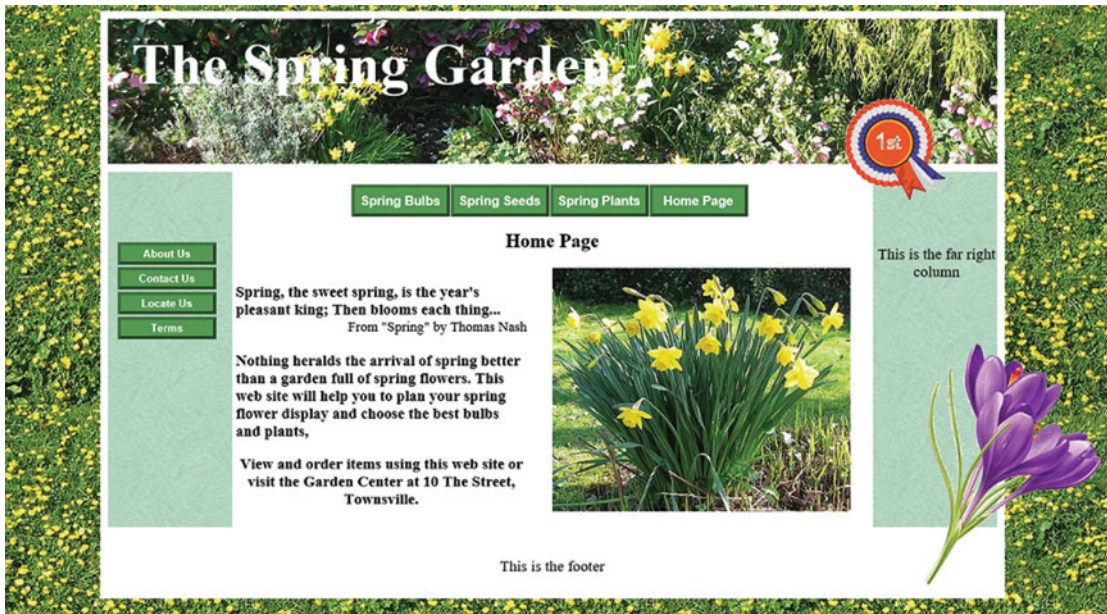 The Spring Garden
1st
Spring Bulbs
Spring Seeds
Spring Plants
Home Page
About Us
Contact Us
Locate Us
Terms
Home Page
Spring, the sweet spring, is the year's
pleasant king; Then blooms each thing...
From "Spring" by Thomas Nash
Nothing heralds the arrival of spring better
than a garden full of spring flowers. This
web site will help you to plan your spring
flower display and choose the best bulbs
and plants,
View and order items using this web site or
visit the Garden Center at 10 The Street,
Townsville.
This is the far right
column
This is the footer